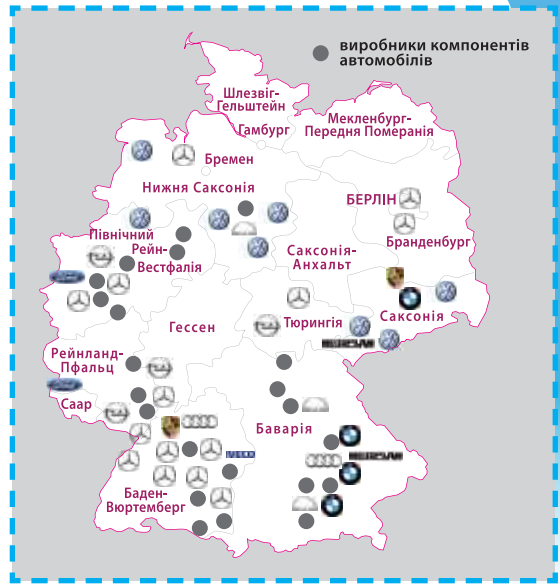 виробники компонентів
автомобілів
Шлезвіг-
Гельштейн
Мекленбург-
Передня Померанія
Гамбург
Бремен
Нижня Саксонія
БЕРЛІН
Бранденбург
Північний
Рейн-
Вестфалія
Саксонія-
Анхальт
Саксонія
Тюрингія
Гессен
Рейнланд-
Пфальц
Саар
Баварія
Баден-
Вюртемберг
IVECO